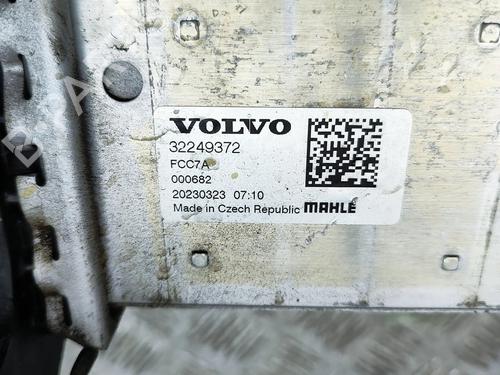 VOLVO
32249372
FCC7A
000682
20230323 07:10
Made in Czech Republic MAHLE